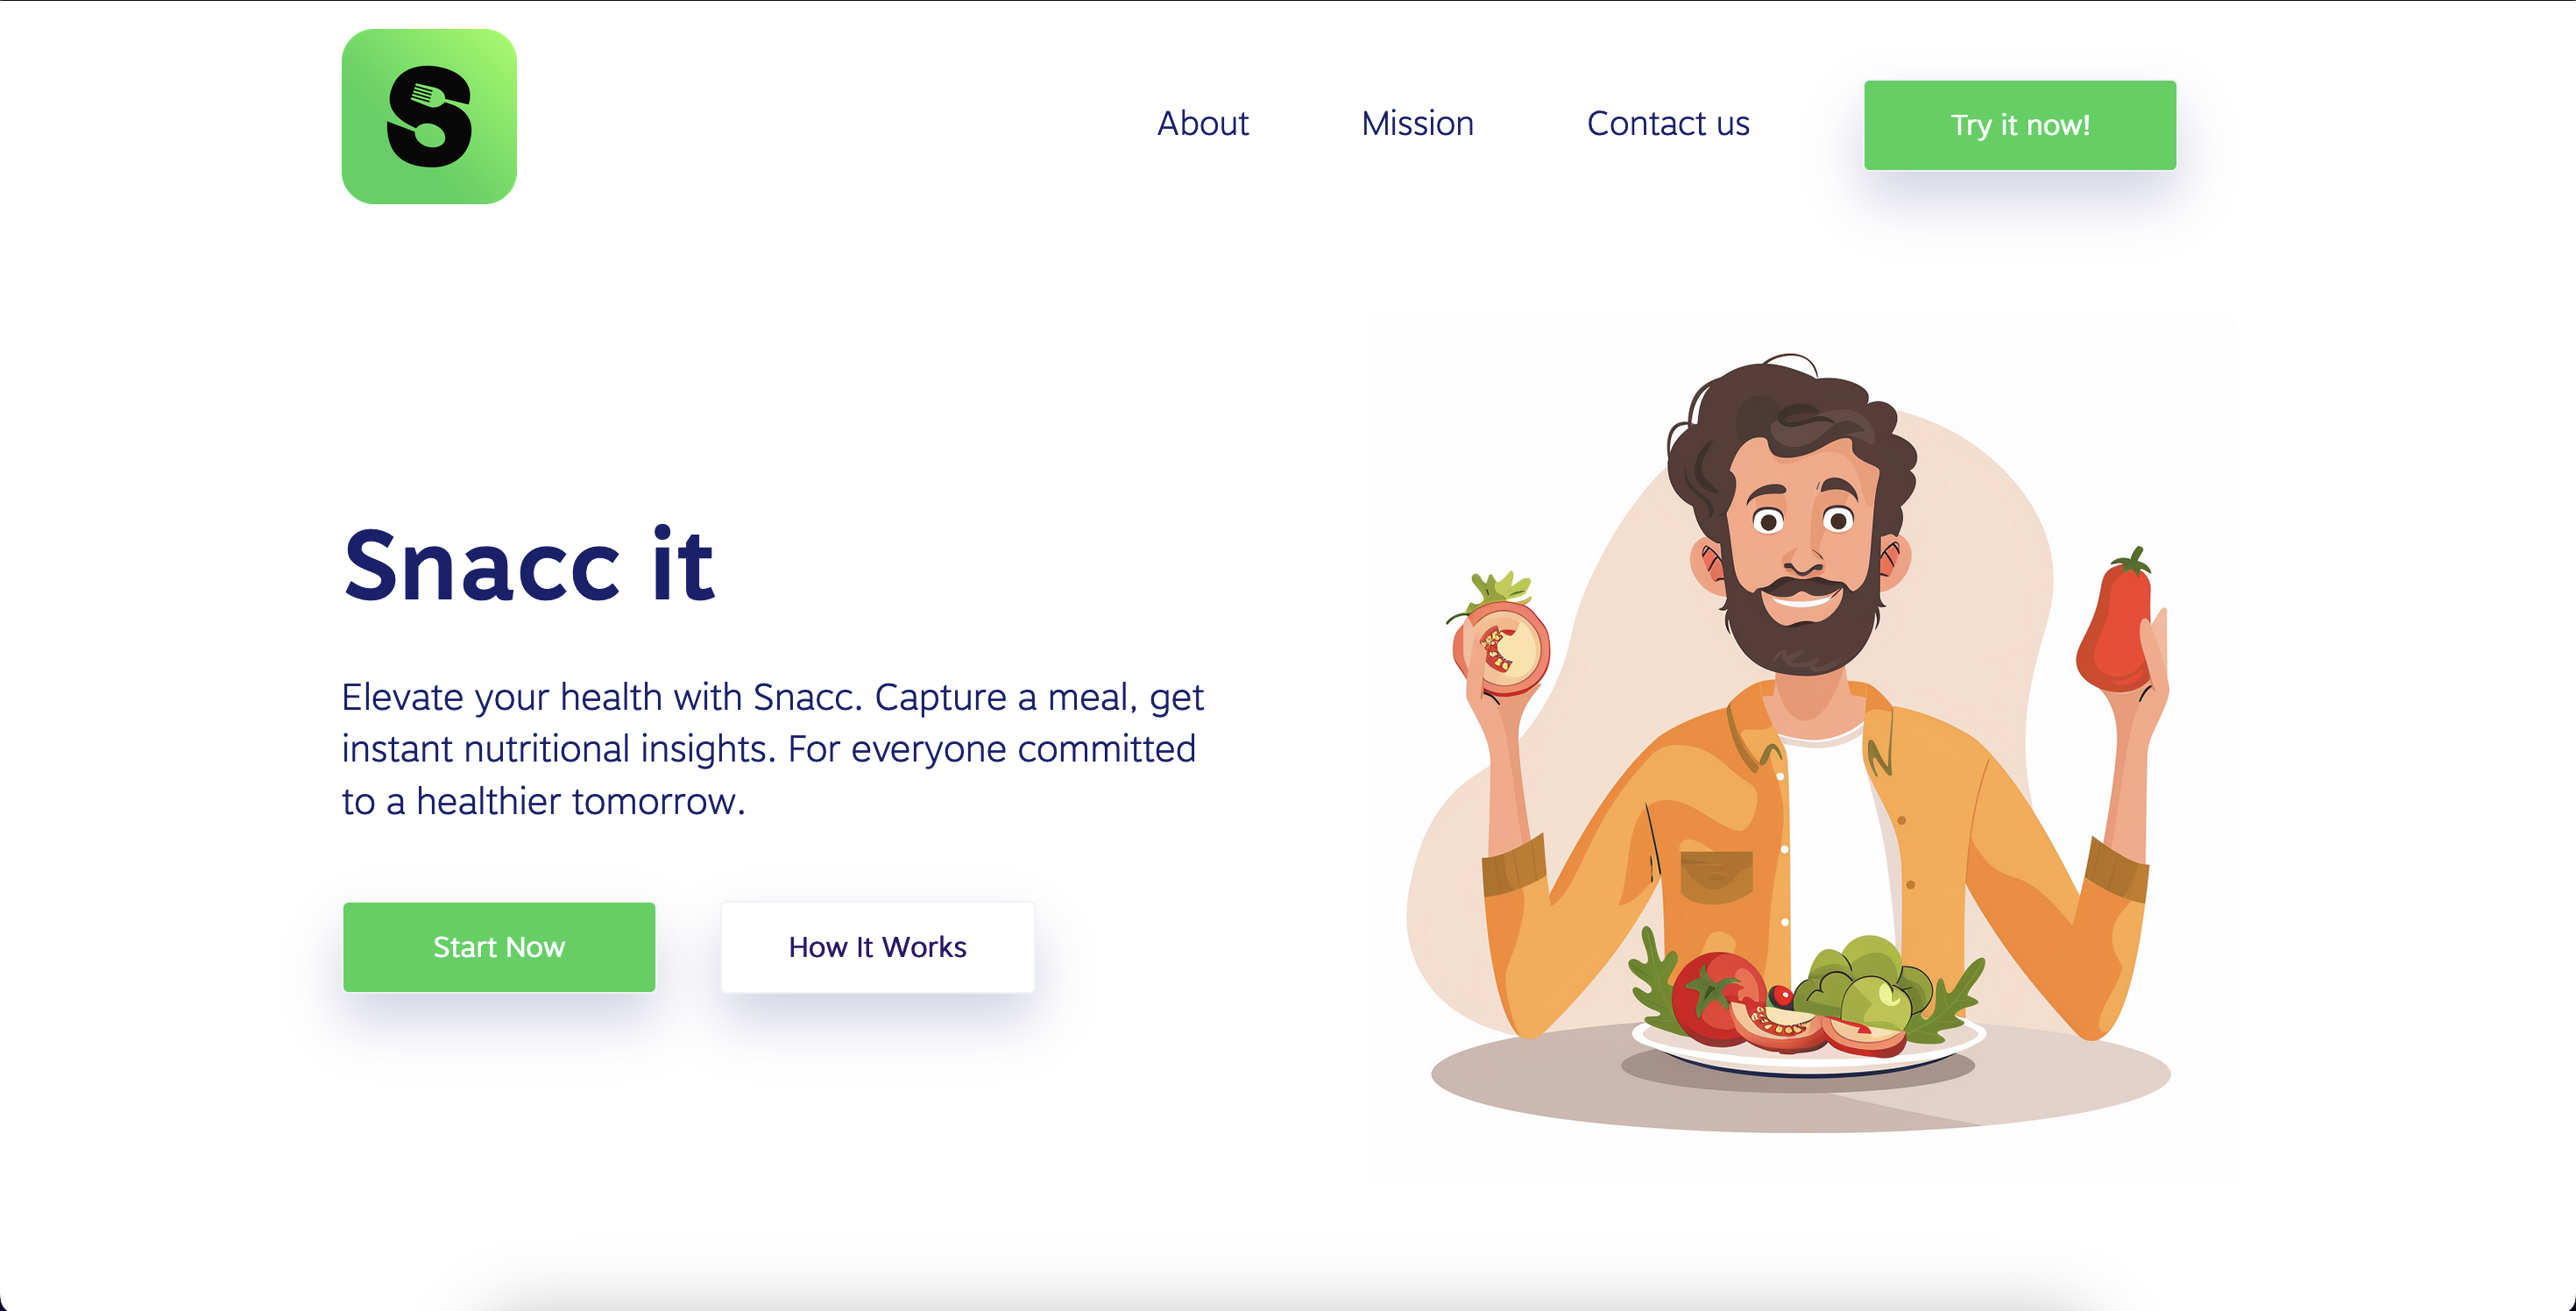 S
About
Mission
Contact us
Try it now!
Snacc it
Elevate your health with Snacc. Capture a meal, get
instant nutritional insights. For everyone committed
to a healthier tomorrow.
Start Now
How It Works